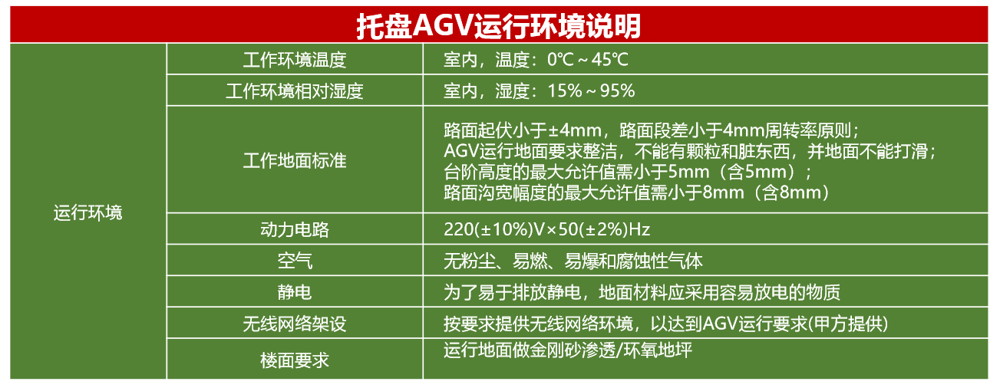 托盘AGV运行环境说明
运行环境
工作环境温度
室内，温度：0℃～45℃
工作环境相对湿度
室内，湿度：15%～95%
工作地面标准
路面起伏小于±4mm，路面段差小于4mm周转率原则；
AGV运行地面要求整洁，不能有颗粒和脏东西，并地面不能打滑；
台阶高度的最大允许值需小于5mm（含5mm）；
路面沟宽幅度的最大允许值需小于8mm（含8mm）
动力电路
220(±10%)V×50(±2%)Hz
空气
无粉尘、易燃、易爆和腐蚀性气体
静电
为了易于排放静电，地面材料应采用容易放电的物质
无线网络架设
按要求提供无线网络环境，以达到AGV运行要求(甲方提供)
楼面要求
运行地面做金刚砂渗透/环氧地坪